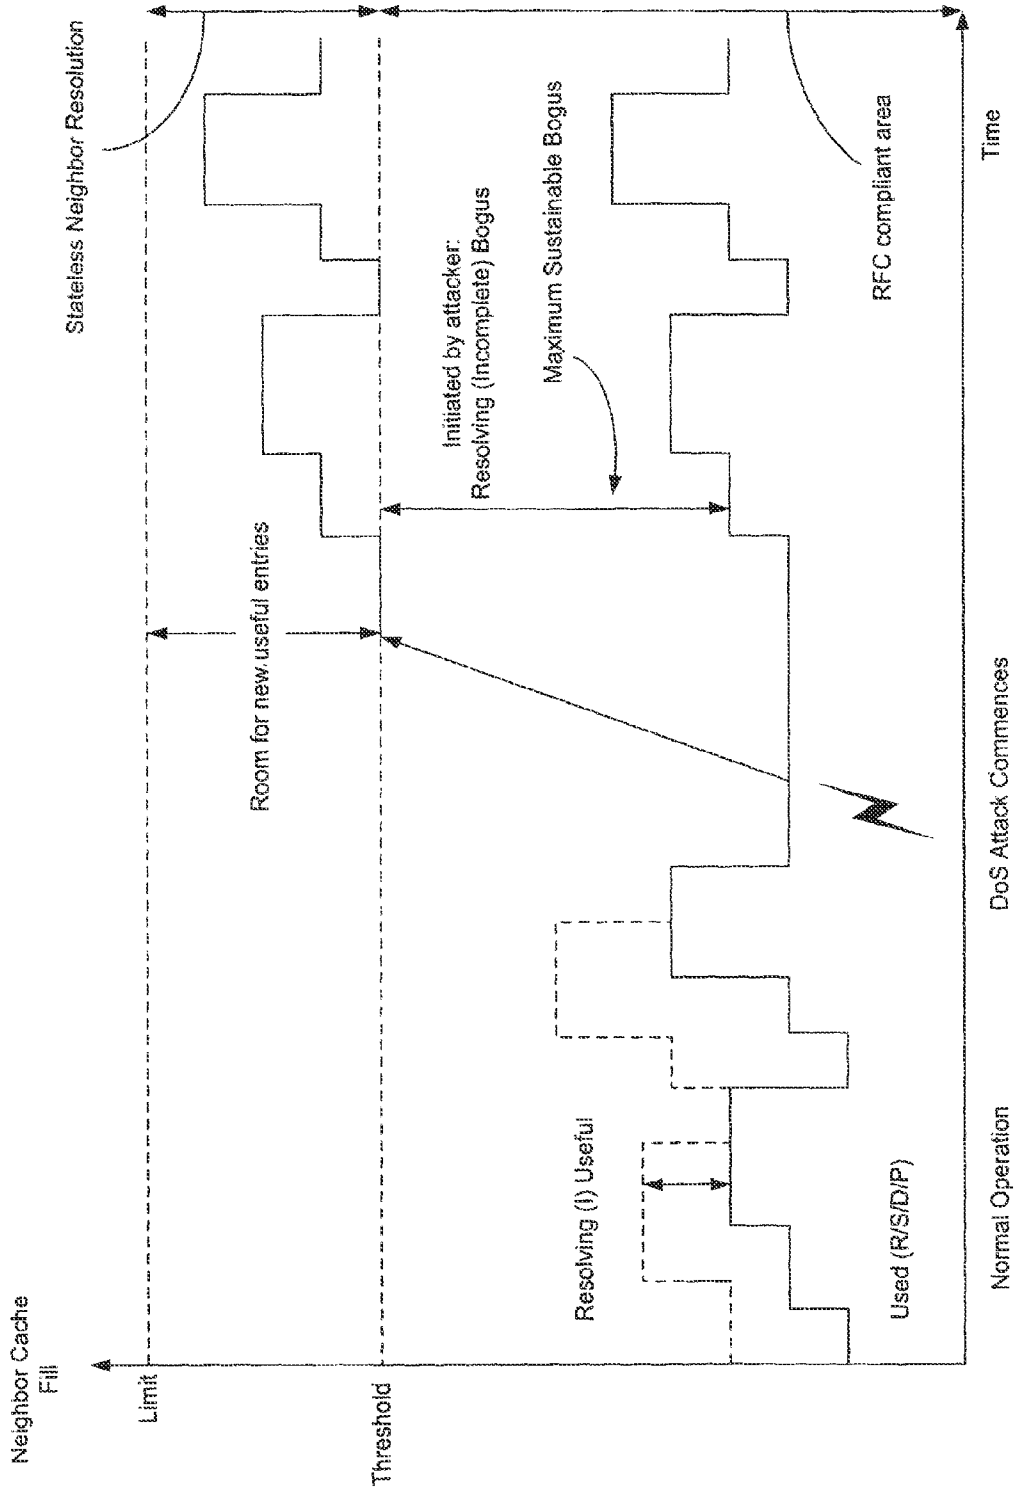 Neighbor Cache
Fill
Limit
Threshold
Stateless Neighbor Resolution
Room for new useful entries
Initiated by attacker:
Resolving (Incomplete) Bogus
Maximum Sustainable Bogus
Resolving (I) Useful
Used (R/S/D/P)
RFC compliant area
Normal Operation
DoS Attack Commences
Time